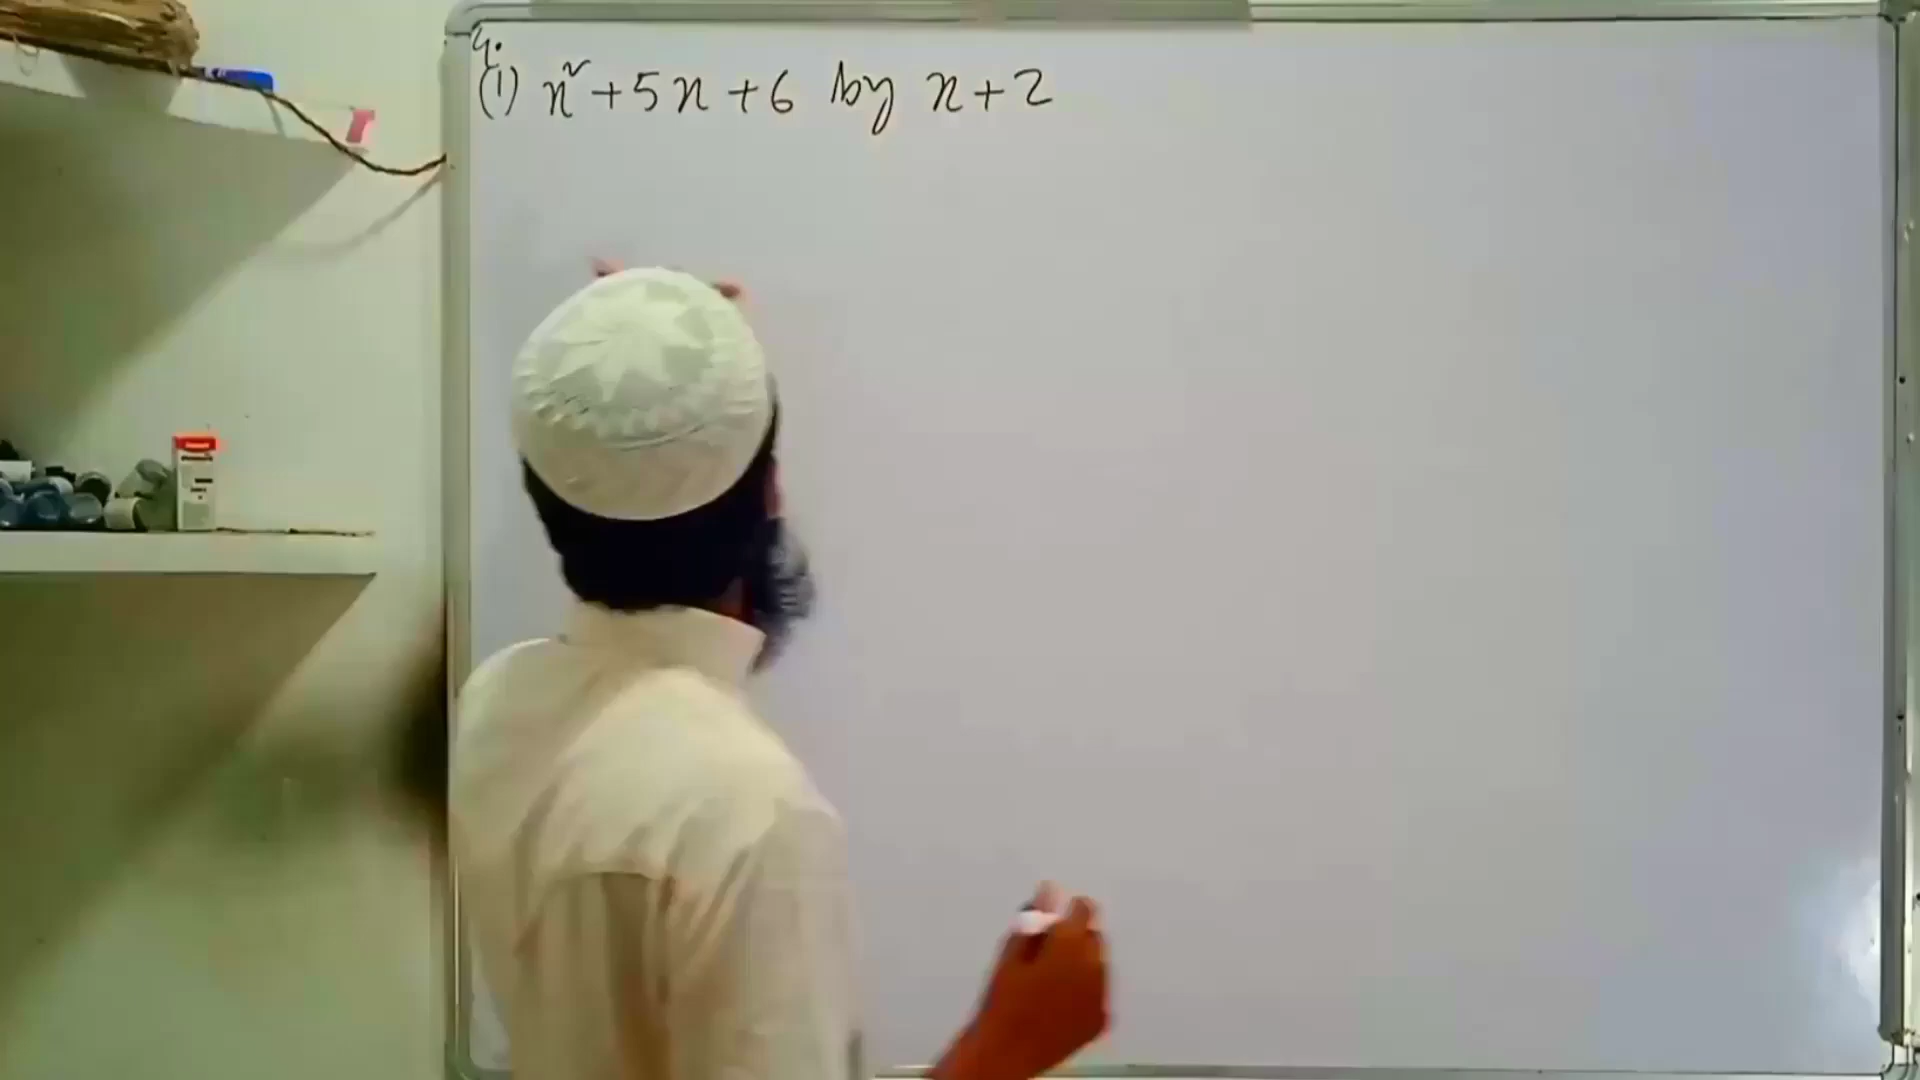 4.
(1) x² + 5x + 6 by x + 2